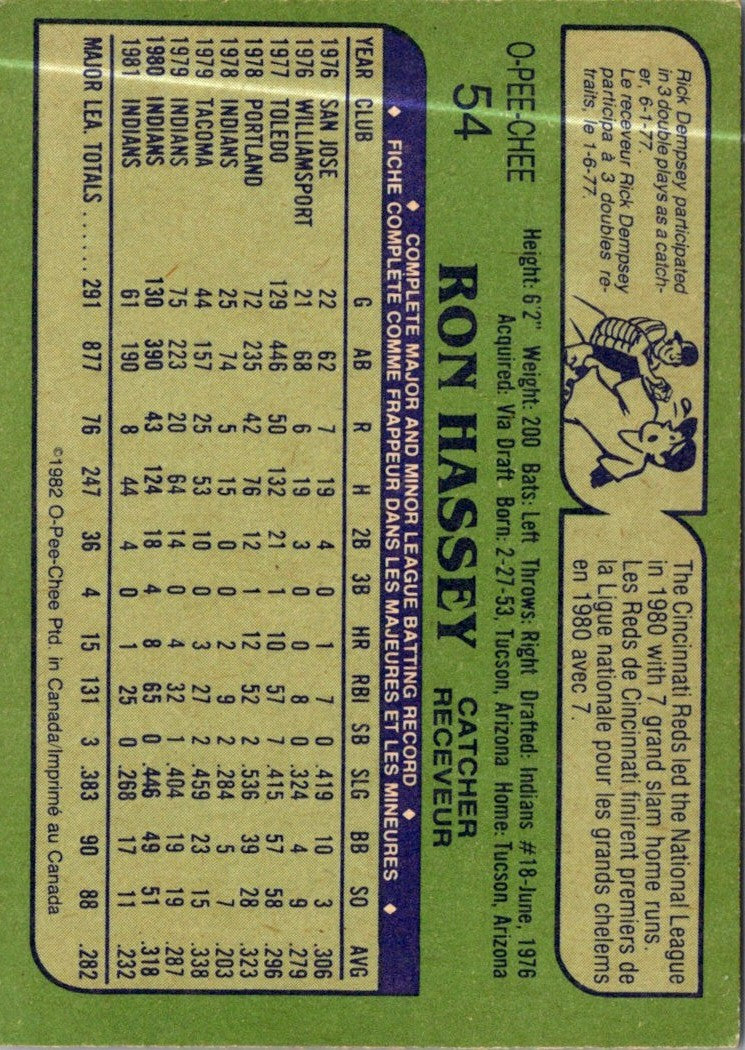 Rick Dempsey participated
in 3 double plays as a catch-
er, 6-1-77.
Le receveur Rick Dempsey
participa à 3 doubles re-
traits, le 1-6-77.
The Cincinnati Reds led the National League
in 1980 with 7 grand slam home runs.
Les Reds de Cincinnati finirent premiers de
la Ligue nationale pour les grands chelems
en 1980 avec 7.
O-PEE-CHEE
54
Height: 6'2" Weight: 200 Bats: Left Throws: Right Drafted: Indians #18-June, 1976
Acquired: Via Draft Born: 2-27-53, Tucson, Arizona Home: Tucson, Arizona
RON HASSEY
CATCHER
RECEVEUR
♦ COMPLETE MAJOR AND MINOR LEAGUE BATTING RECORD ♦
♦ FICHE COMPLÈTE COMME FRAPPEUR DANS LES MAJEURES ET LES MINEURES ♦
YEAR CLUB G AB R H 2B 3B HR RBI SB SLG BB SO AVG
1976 SAN JOSE 22 62 7 19 4 0 1 7 0 .419 10 3 .306
1976 WILLIAMSPORT 21 68 6 19 3 0 0 8 0 .324 4 9 .279
1977 TOLEDO 129 446 50 132 21 1 10 57 7 .415 57 58 .296
1978 PORTLAND 72 235 42 76 12 1 12 52 2 .536 39 28 .323
1978 INDIANS 25 74 5 15 0 0 2 9 2 .284 5 7 .203
1979 TACOMA 44 157 25 53 10 0 3 27 2 .459 23 15 .338
1979 INDIANS 75 223 20 64 14 0 4 32 1 .404 19 19 .287
1980 INDIANS 130 390 43 124 18 4 8 65 0 .446 49 51 .318
1981 INDIANS 61 190 8 44 4 0 1 25 0 .268 17 11 .232
MAJOR LEA. TOTALS ...... 291 877 76 247 36 4 15 131 3 .383 90 88 .282
©1982 O-Pee-Chee Ptd. in Canada/Imprimé au Canada